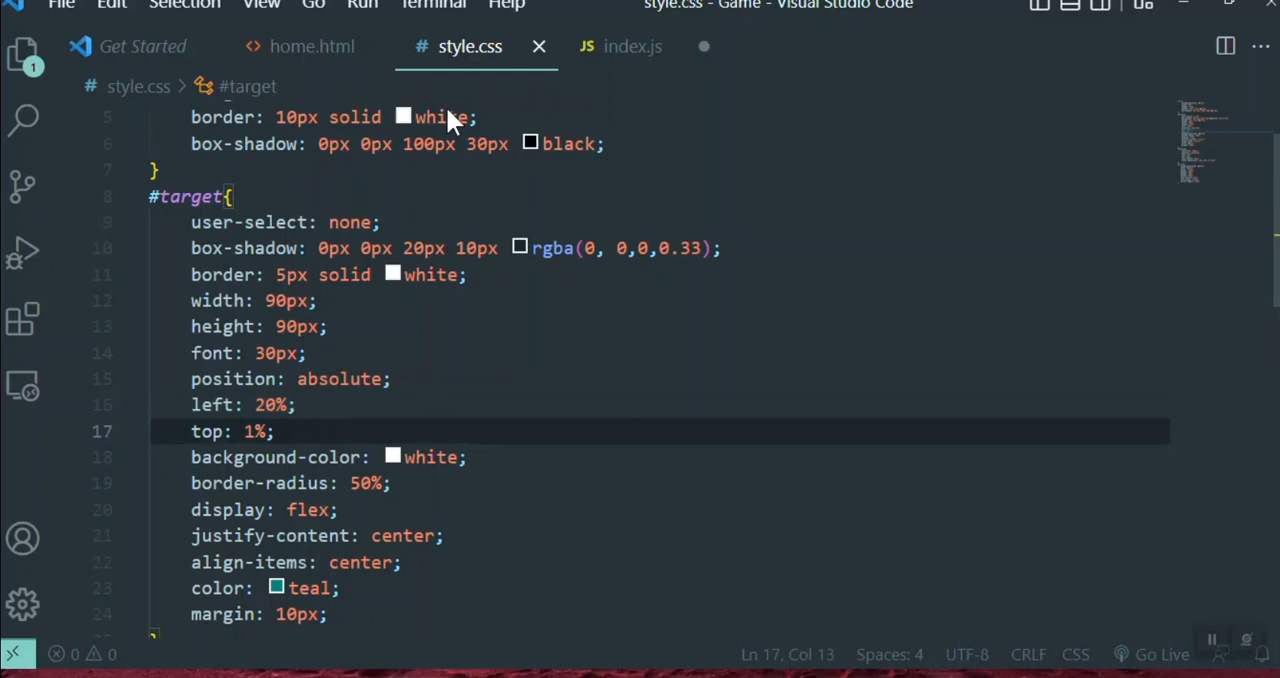 File Edit Selection View Go Run Terminal Help style.css - Game - Visual Studio Code
Get Started <> home.html # style.css × JS index.js ●
# style.css > #target
1
5 border: 10px solid white;
6 box-shadow: 0px 0px 100px 30px black;
7 }
8 #target{
9 user-select: none;
10 box-shadow: 0px 0px 20px 10px rgba(0, 0,0,0.33);
11 border: 5px solid white;
12 width: 90px;
13 height: 90px;
14 font: 30px;
15 position: absolute;
16 left: 20%;
17 top: 1%;
18 background-color: white;
19 border-radius: 50%;
20 display: flex;
21 justify-content: center;
22 align-items: center;
23 color: teal;
24 margin: 10px;
}
0 0 Ln 17, Col 13 Spaces: 4 UTF-8 CRLF CSS Go Live